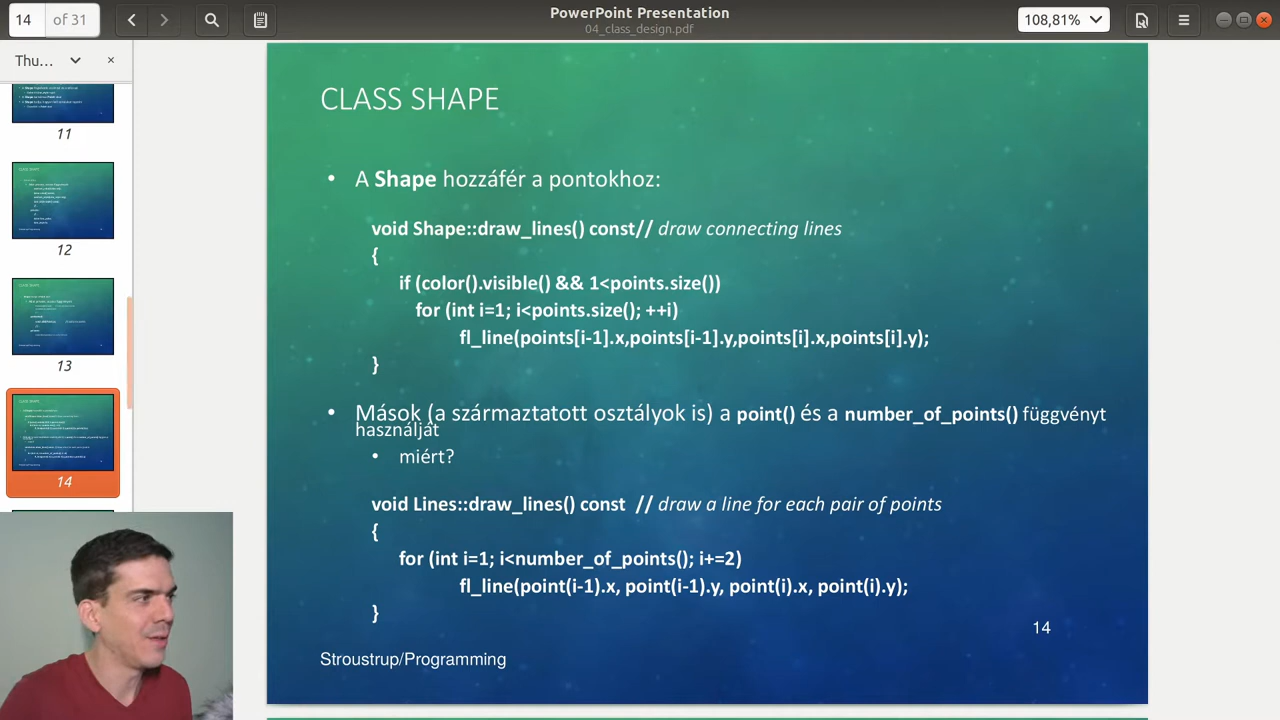 14 of 31
PowerPoint Presentation
04_class_design.pdf
108,81%
Thu...
11
12
13
14
CLASS SHAPE
• A Shape hozzáfér a pontokhoz:
void Shape::draw_lines() const// draw connecting lines
{
if (color().visible() && 1<points.size())
for (int i=1; i<points.size(); ++i)
fl_line(points[i-1].x,points[i-1].y,points[i].x,points[i].y);
}
• Mások (a származtatott osztályok is) a point() és a number_of_points() függvényt
használját
• miért?
void Lines::draw_lines() const // draw a line for each pair of points
{
for (int i=1; i<number_of_points(); i+=2)
fl_line(point(i-1).x, point(i-1).y, point(i).x, point(i).y);
}
14
Stroustrup/Programming